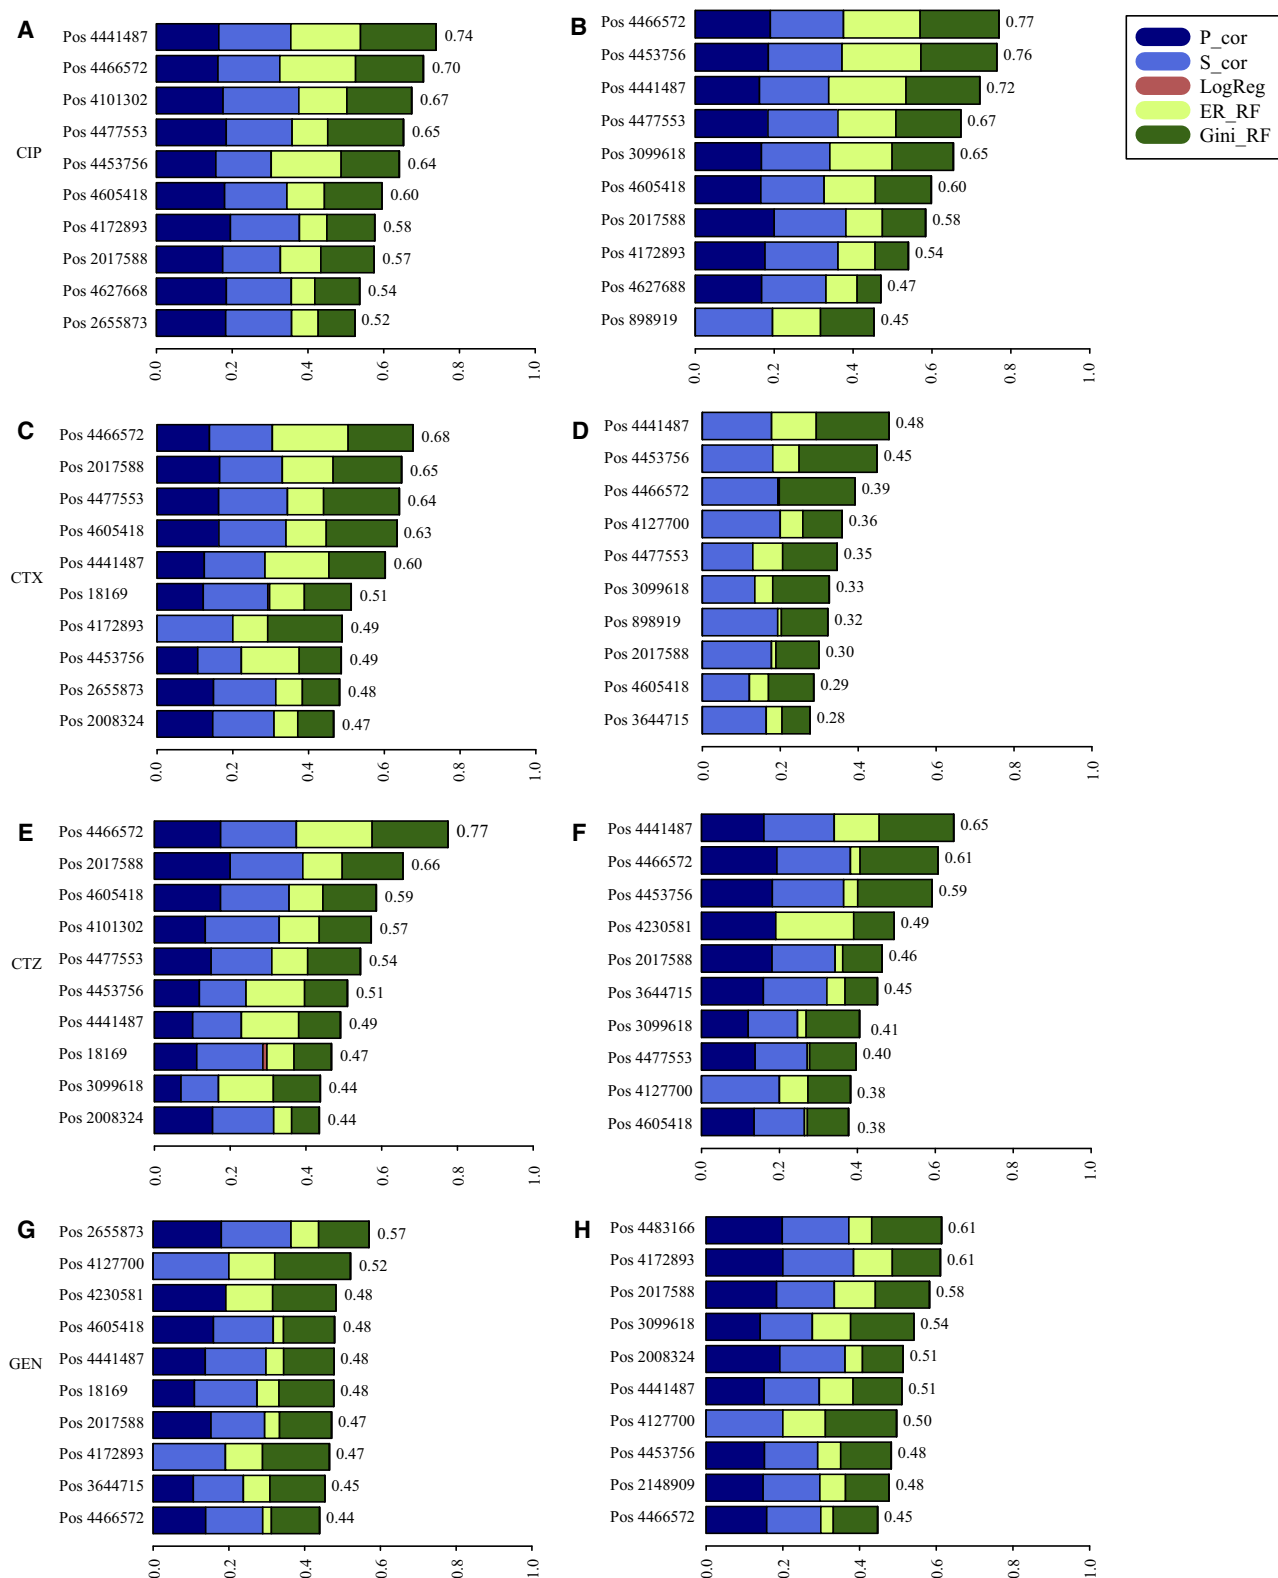 A
CIP
Pos 4441487 0.74
Pos 4466572 0.70
Pos 4101302 0.67
Pos 4477553 0.65
Pos 4453756 0.64
Pos 4605418 0.60
Pos 4172893 0.58
Pos 2017588 0.57
Pos 4627668 0.54
Pos 2655873 0.52
0.0 0.2 0.4 0.6 0.8 1.0
B
Pos 4466572 0.77
Pos 4453756 0.76
Pos 4441487 0.72
Pos 4477553 0.67
Pos 3099618 0.65
Pos 4605418 0.60
Pos 2017588 0.58
Pos 4172893 0.54
Pos 4627688 0.47
Pos 898919 0.45
0.0 0.2 0.4 0.6 0.8 1.0
P_cor
S_cor
LogReg
ER_RF
Gini_RF
C
CTX
Pos 4466572 0.68
Pos 2017588 0.65
Pos 4477553 0.64
Pos 4605418 0.63
Pos 4441487 0.60
Pos 18169 0.51
Pos 4172893 0.49
Pos 4453756 0.49
Pos 2655873 0.48
Pos 2008324 0.47
0.0 0.2 0.4 0.6 0.8 1.0
D
Pos 4441487 0.48
Pos 4453756 0.45
Pos 4466572 0.39
Pos 4127700 0.36
Pos 4477553 0.35
Pos 3099618 0.33
Pos 898919 0.32
Pos 2017588 0.30
Pos 4605418 0.29
Pos 3644715 0.28
0.0 0.2 0.4 0.6 0.8 1.0
E
CTZ
Pos 4466572 0.77
Pos 2017588 0.66
Pos 4605418 0.59
Pos 4101302 0.57
Pos 4477553 0.54
Pos 4453756 0.51
Pos 4441487 0.49
Pos 18169 0.47
Pos 3099618 0.44
Pos 2008324 0.44
0.0 0.2 0.4 0.6 0.8 1.0
F
Pos 4441487 0.65
Pos 4466572 0.61
Pos 4453756 0.59
Pos 4230581 0.49
Pos 2017588 0.46
Pos 3644715 0.45
Pos 3099618 0.41
Pos 4477553 0.40
Pos 4127700 0.38
Pos 4605418 0.38
0.0 0.2 0.4 0.6 0.8 1.0
G
GEN
Pos 2655873 0.57
Pos 4127700 0.52
Pos 4230581 0.48
Pos 4605418 0.48
Pos 4441487 0.48
Pos 18169 0.48
Pos 2017588 0.47
Pos 4172893 0.47
Pos 3644715 0.45
Pos 4466572 0.44
0.0 0.2 0.4 0.6 0.8 1.0
H
Pos 4483166 0.61
Pos 4172893 0.61
Pos 2017588 0.58
Pos 3099618 0.54
Pos 2008324 0.51
Pos 4441487 0.51
Pos 4127700 0.50
Pos 4453756 0.48
Pos 2148909 0.48
Pos 4466572 0.45
0.0 0.2 0.4 0.6 0.8 1.0